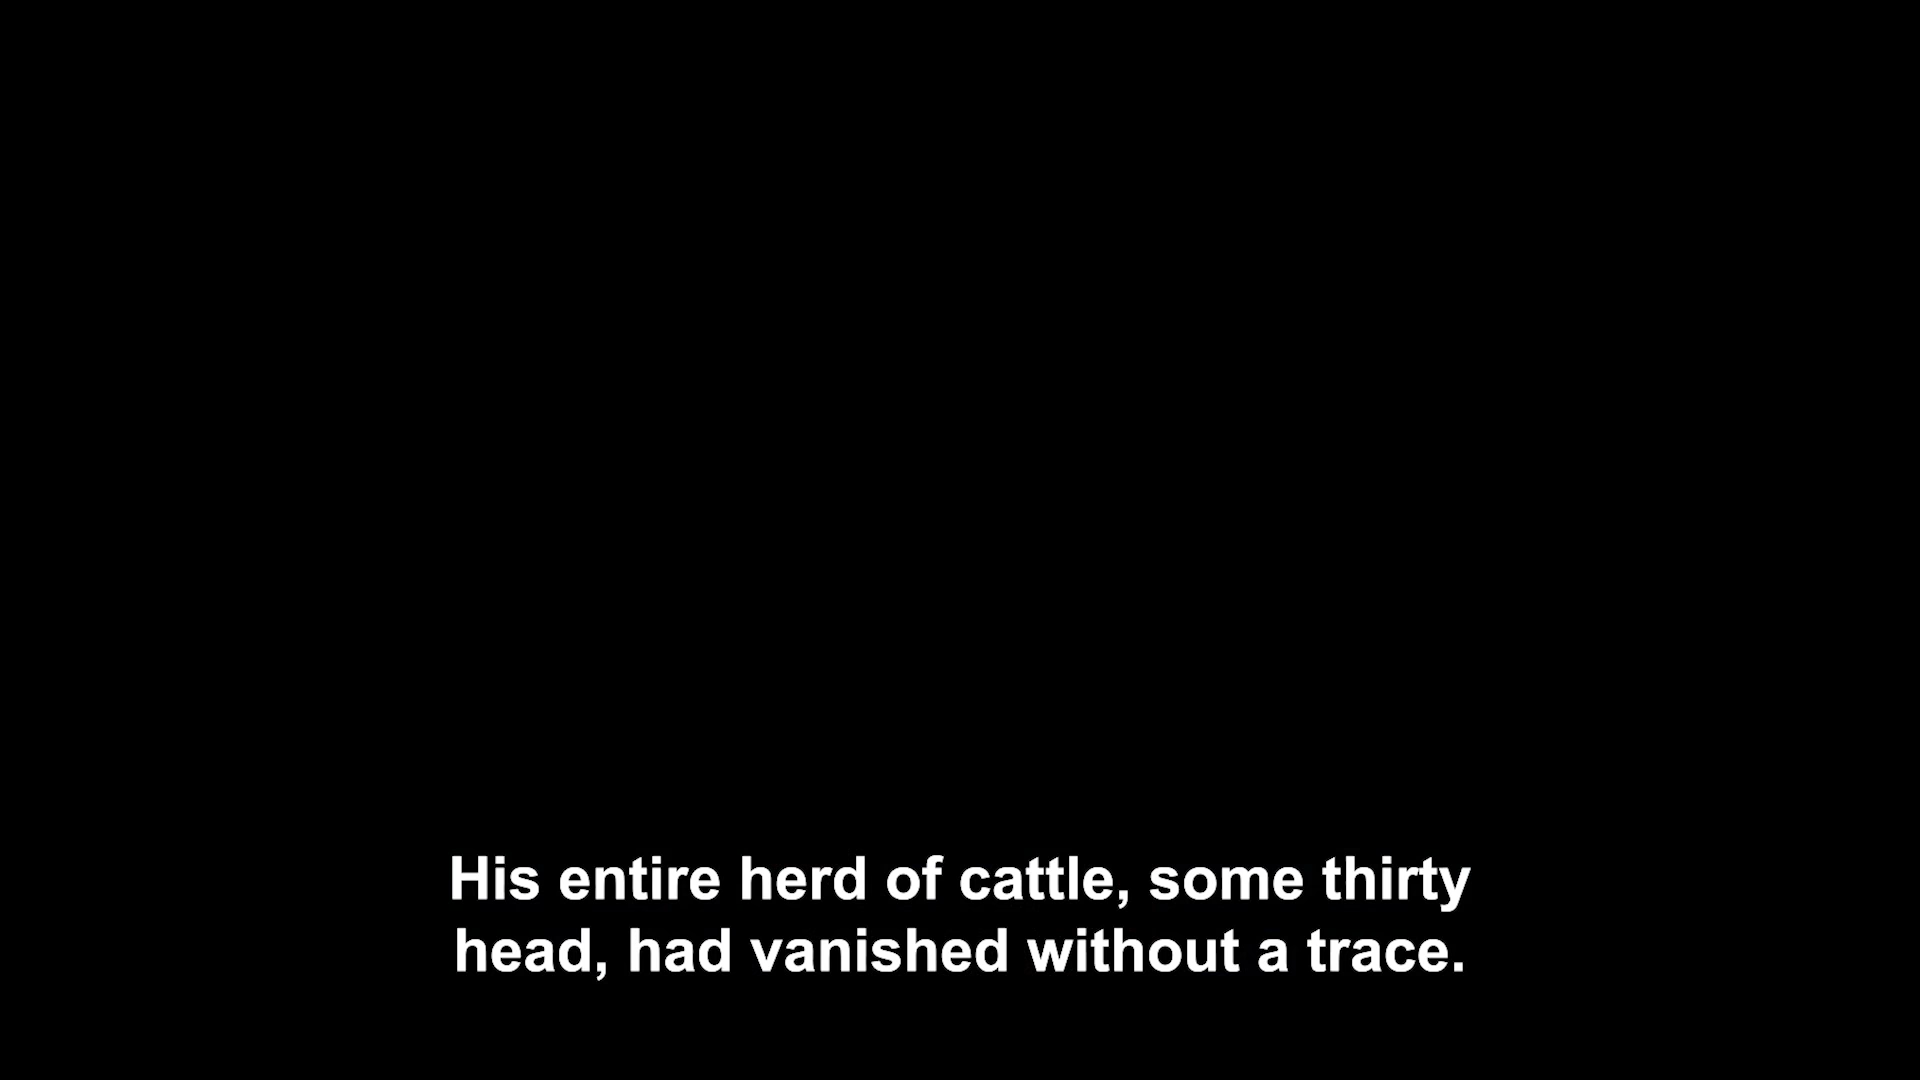 His entire herd of cattle, some thirty
head, had vanished without a trace.